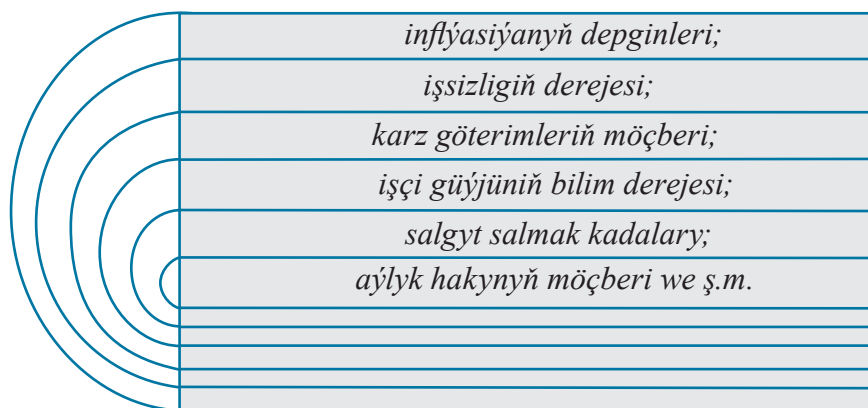 inflýasiýanyň depginleri;
işsizligiň derejesi;
karz göterimleriň möçberi;
işçi güýjüniň bilim derejesi;
salgyt salmak kadalary;
aýlyk hakynyň möçberi we ş.m.